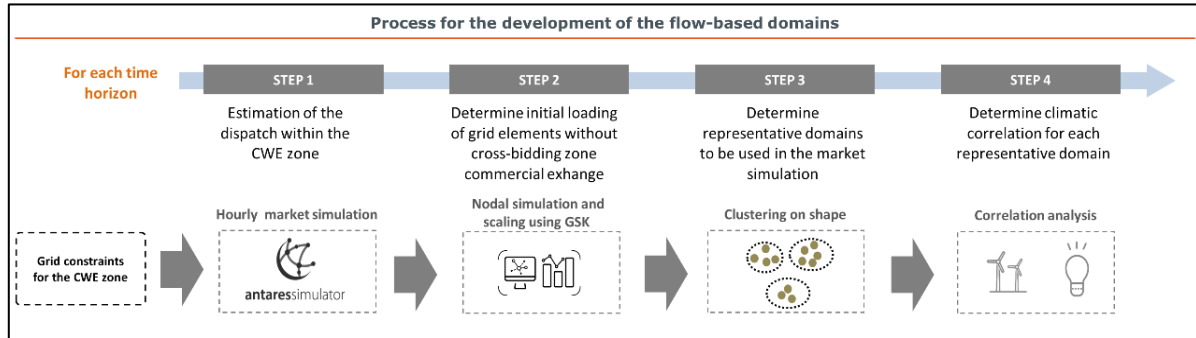 Process for the development of the flow-based domains
For each time
horizon
STEP 1
STEP 2
STEP 3
STEP 4
Estimation of the
dispatch within the
CWE zone
Determine initial loading
of grid elements without
cross-bidding zone
commercial exhange
Determine
representative domains
to be used in the market
simulation
Determine climatic
correlation for each
representative domain
Hourly market simulation
Nodal simulation and
scaling using GSK
Clustering on shape
Correlation analysis
Grid constraints
for the CWE zone
antaressimulator